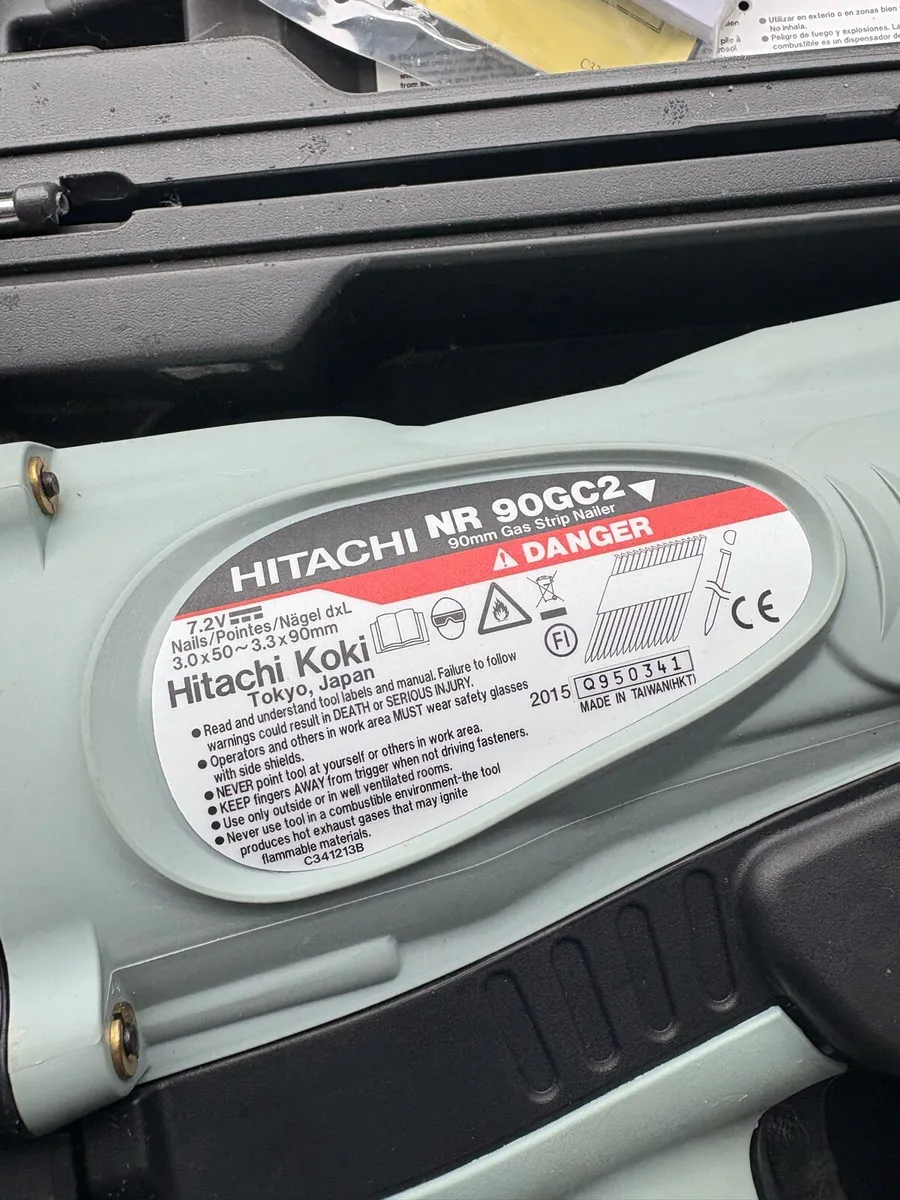 Utilizar en exterio o en zonas bien
No inhala.
Peligro de fuego y explosiones. La
combustible es un dispensador de
HITACHI NR 90GC2
90mm Gas Strip Nailer
DANGER
7.2V
Nails/Pointes/Nägel dxL
3.0x50~3.3x90mm
Hitachi Koki
Tokyo, Japan
FI
CE
2015 Q950341
MADE IN TAIWAN(HKT)
● Read and understand tool labels and manual. Failure to follow
warnings could result in DEATH or SERIOUS INJURY.
● Operators and others in work area MUST wear safety glasses
with side shields.
● NEVER point tool at yourself or others in work area.
● KEEP fingers AWAY from trigger when not driving fasteners.
● Use only outside or in well ventilated rooms.
● Never use tool in a combustible environment-the tool
produces hot exhaust gases that may ignite
flammable materials.
C341213B